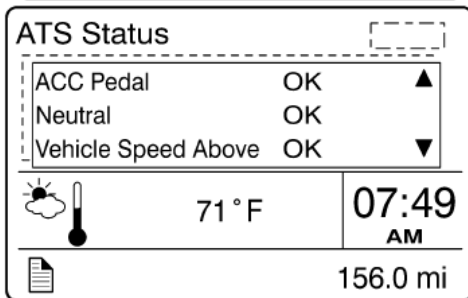 ATS Status
ACC Pedal OK
Neutral OK
Vehicle Speed Above OK
71°F
07:49
AM
156.0 mi